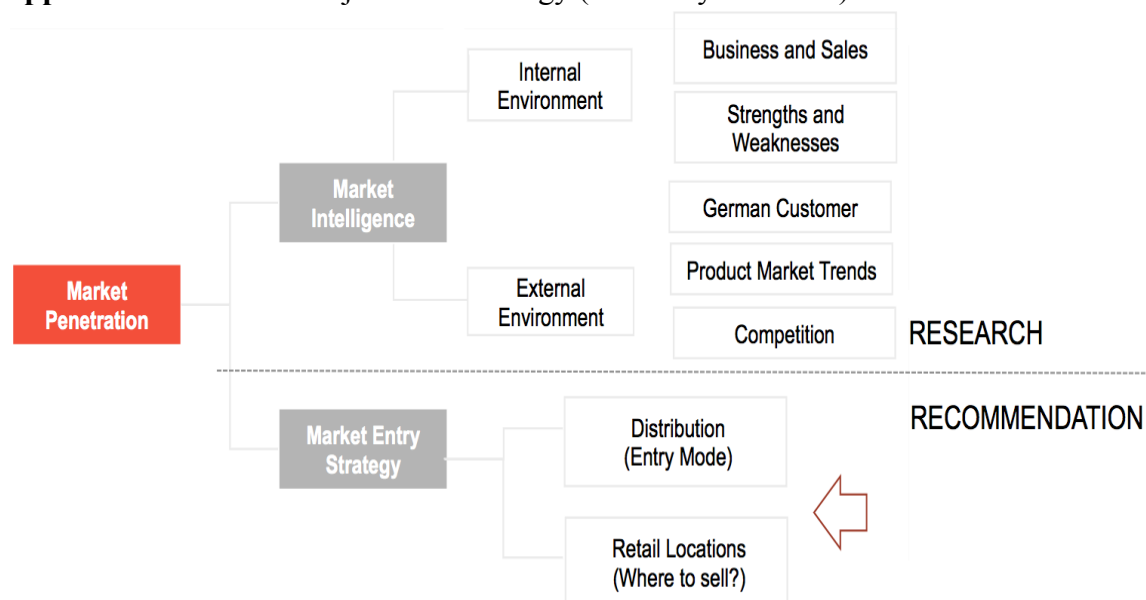 Business and Sales
Internal
Environment
Strengths and
Weaknesses
Market
Intelligence
German Customer
Product Market Trends
Market
Penetration
External
Environment
Competition
RESEARCH
RECOMMENDATION
Market Entry
Strategy
Distribution
(Entry Mode)
Retail Locations
(Where to sell?)